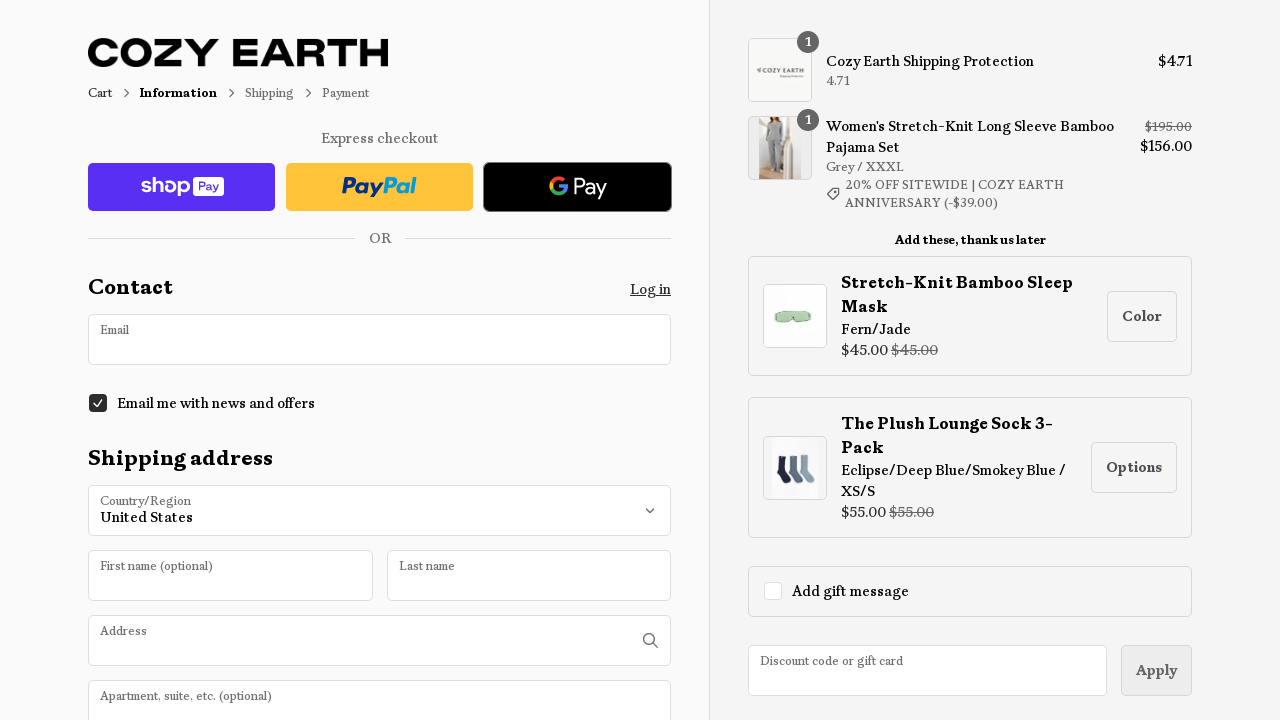 COZY EARTH
Cart > Information > Shipping > Payment
Express checkout
shop Pay
PayPal
G Pay
OR
Contact
Log in
Email
Email me with news and offers
Shipping address
Country/Region
United States
First name (optional)
Last name
Address
Apartment, suite, etc. (optional)
COZY EARTH
1
Cozy Earth Shipping Protection
$4.71
4.71
1
Women's Stretch-Knit Long Sleeve Bamboo
Pajama Set
$195.00
$156.00
Grey / XXXL
20% OFF SITEWIDE | COZY EARTH
ANNIVERSARY (-$39.00)
Add these, thank us later
Stretch-Knit Bamboo Sleep
Mask
Fern/Jade
$45.00 $45.00
Color
The Plush Lounge Sock 3-
Pack
Eclipse/Deep Blue/Smokey Blue /
XS/S
$55.00 $55.00
Options
Add gift message
Discount code or gift card
Apply